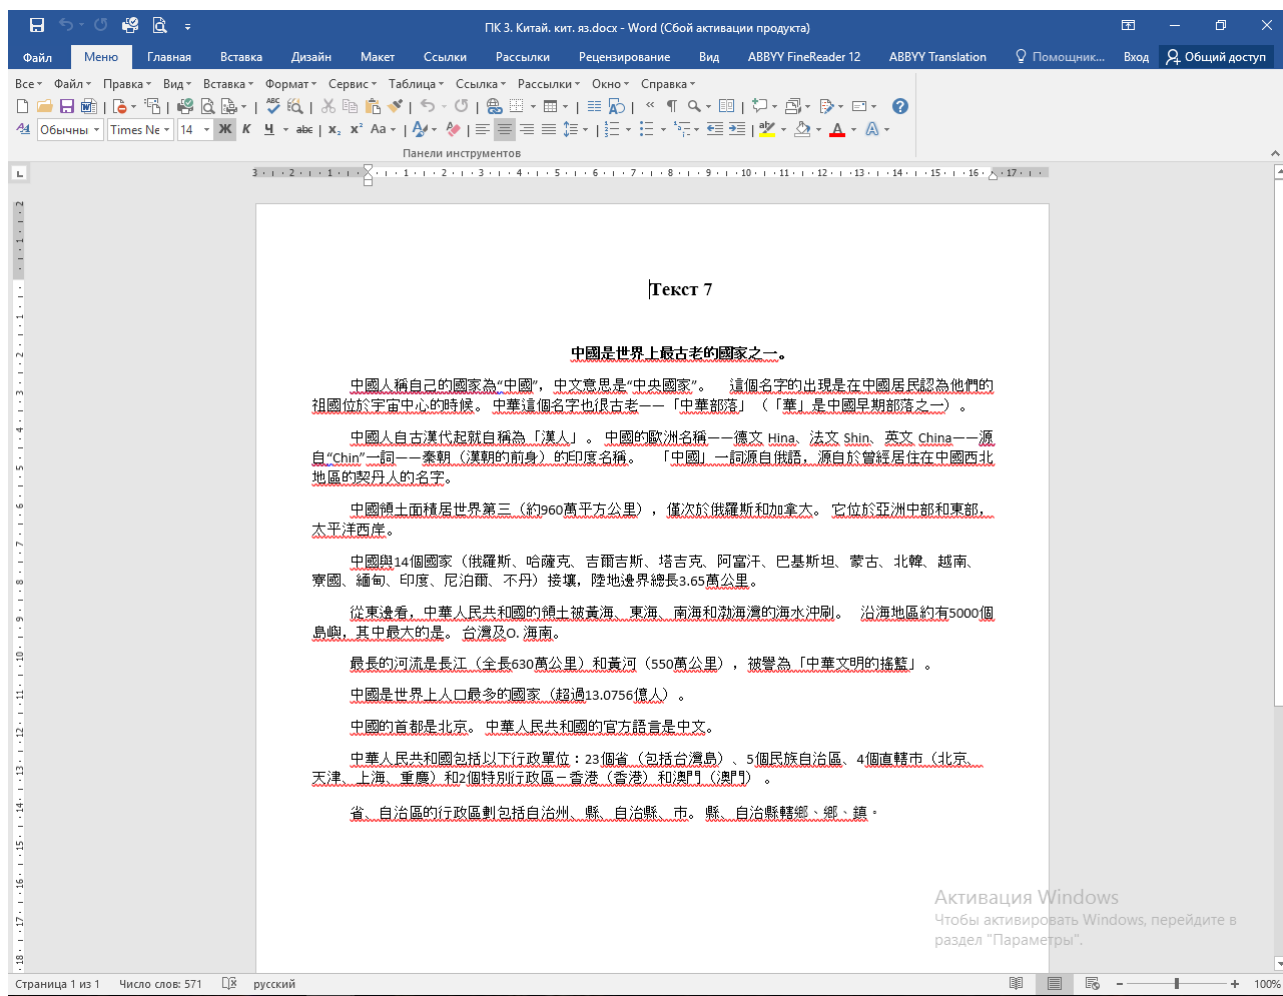 ПК 3. Китай. кит. яз.docx - Word (Сбой активации продукта)
Файл Меню Главная Вставка Дизайн Макет Ссылки Рассылки Рецензирование Вид ABBYY FineReader 12 ABBYY Translation Помощник... Вход Общий доступ
Все Файл Правка Вид Вставка Формат Сервис Таблица Ссылка Рассылки Окно Справка
Обычны Times Ne 14 Ж К Ч abc x₂ x² Aa
Панели инструментов
3 2 1 1 2 3 4 5 6 7 8 9 10 11 12 13 14 15 16 17
Текст 7
中國是世界上最古老的國家之一。
中國人稱自己的國家為“中國”，中文意思是“中央國家”。 這個名字的出現是在中國居民認為他們的
祖國位於宇宙中心的時候。 中華這個名字也很古老——「中華部落」（「華」是中國早期部落之一）。
中國人自古漢代起就自稱為「漢人」。 中國的歐洲名稱——德文 Hina、法文 Shin、英文 China——源
自“Chin”一詞——秦朝（漢朝的前身）的印度名稱。 「中國」一詞源自俄語，源自於曾經居住在中國西北
地區的契丹人的名字。
中國領土面積居世界第三（約960萬平方公里），僅次於俄羅斯和加拿大。 它位於亞洲中部和東部，
太平洋西岸。
中國與14個國家（俄羅斯、哈薩克、吉爾吉斯、塔吉克、阿富汗、巴基斯坦、蒙古、北韓、越南、
寮國、緬甸、印度、尼泊爾、不丹）接壤，陸地邊界總長3.65萬公里。
從東邊看，中華人民共和國的領土被黃海、東海、南海和渤海灣的海水沖刷。 沿海地區約有5000個
島嶼，其中最大的是。 台灣及O. 海南。
最長的河流是長江（全長630萬公里）和黃河（550萬公里），被譽為「中華文明的搖籃」。
中國是世界上人口最多的國家（超過13.0756億人）。
中國的首都是北京。 中華人民共和國的官方語言是中文。
中華人民共和國包括以下行政單位：23個省（包括台灣島）、5個民族自治區、4個直轄市（北京、
天津、上海、重慶）和2個特別行政區－香港（香港）和澳門（澳門）。
省、自治區的行政區劃包括自治州、縣、自治縣、市。 縣、自治縣轄鄉、鄉、鎮。
Активация Windows
Чтобы активировать Windows, перейдите в
раздел "Параметры".
Страница 1 из 1 Число слов: 571 русский 100%